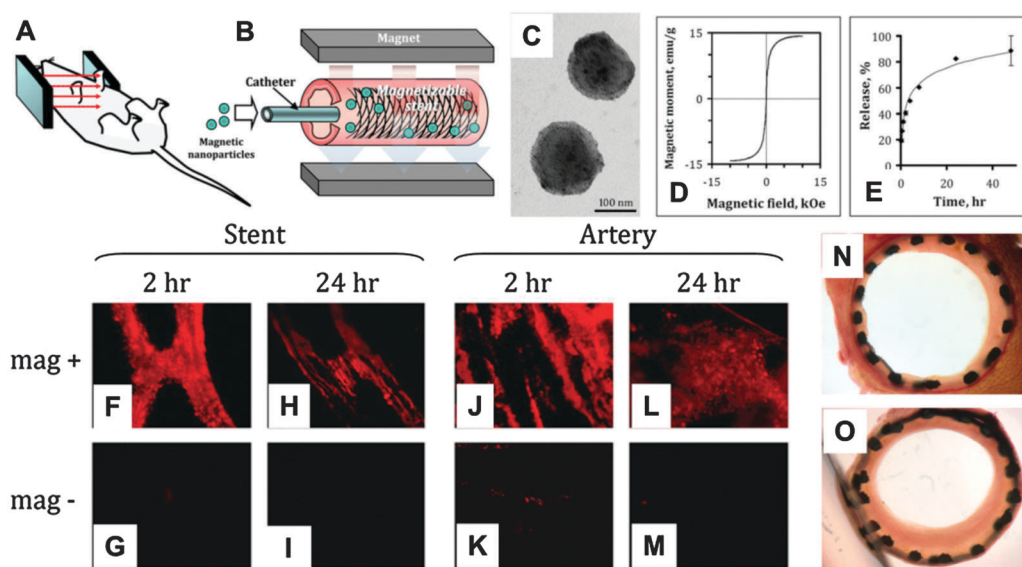 A
B
Magnet
Catheter
Magnetizable
stent
Magnetic
nanoparticles
C
100 nm
Magnetic moment, emu/g
15
0
-15
-15
0
15
D
Magnetic field, kOe
Release, %
100
80
60
40
20
0
0
20
40
E
Time, hr
Stent
Artery
2 hr
24 hr
2 hr
24 hr
mag +
F
H
J
L
mag -
G
I
K
M
N
O